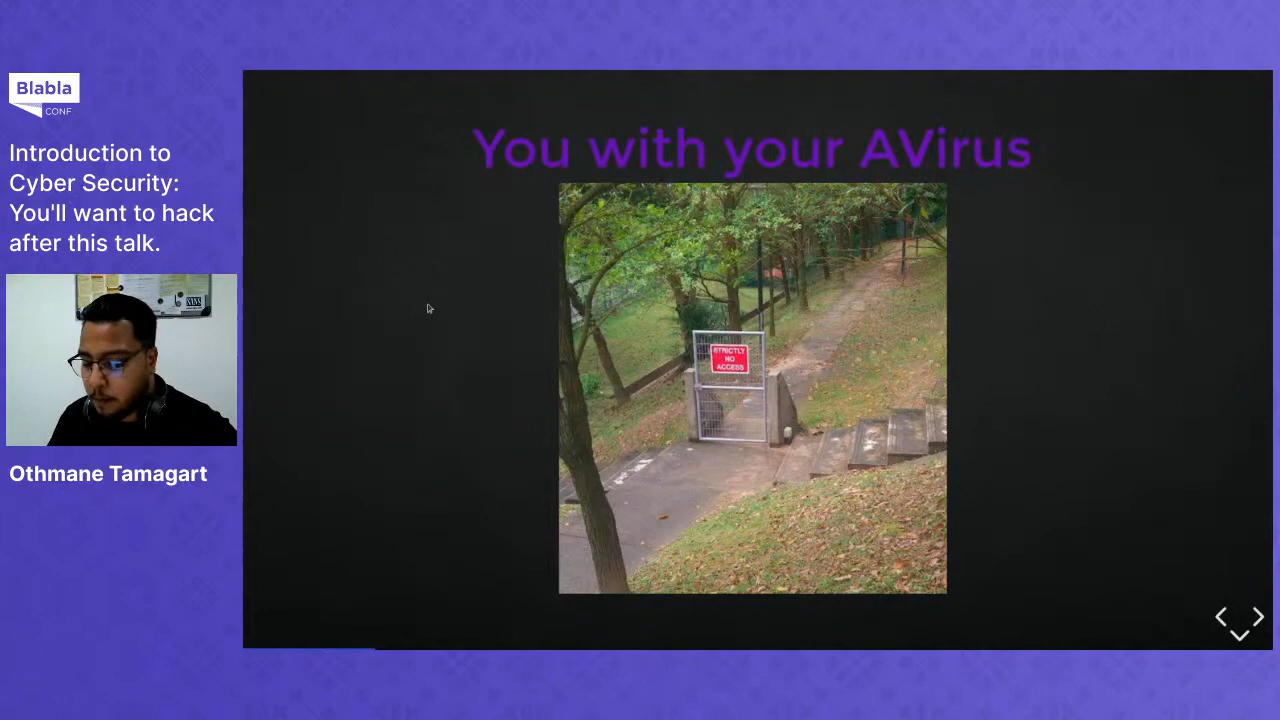 Blabla
CONF
Introduction to
Cyber Security:
You'll want to hack
after this talk.
Othmane Tamagart
You with your AVirus
STRICTLY
NO
ACCESS